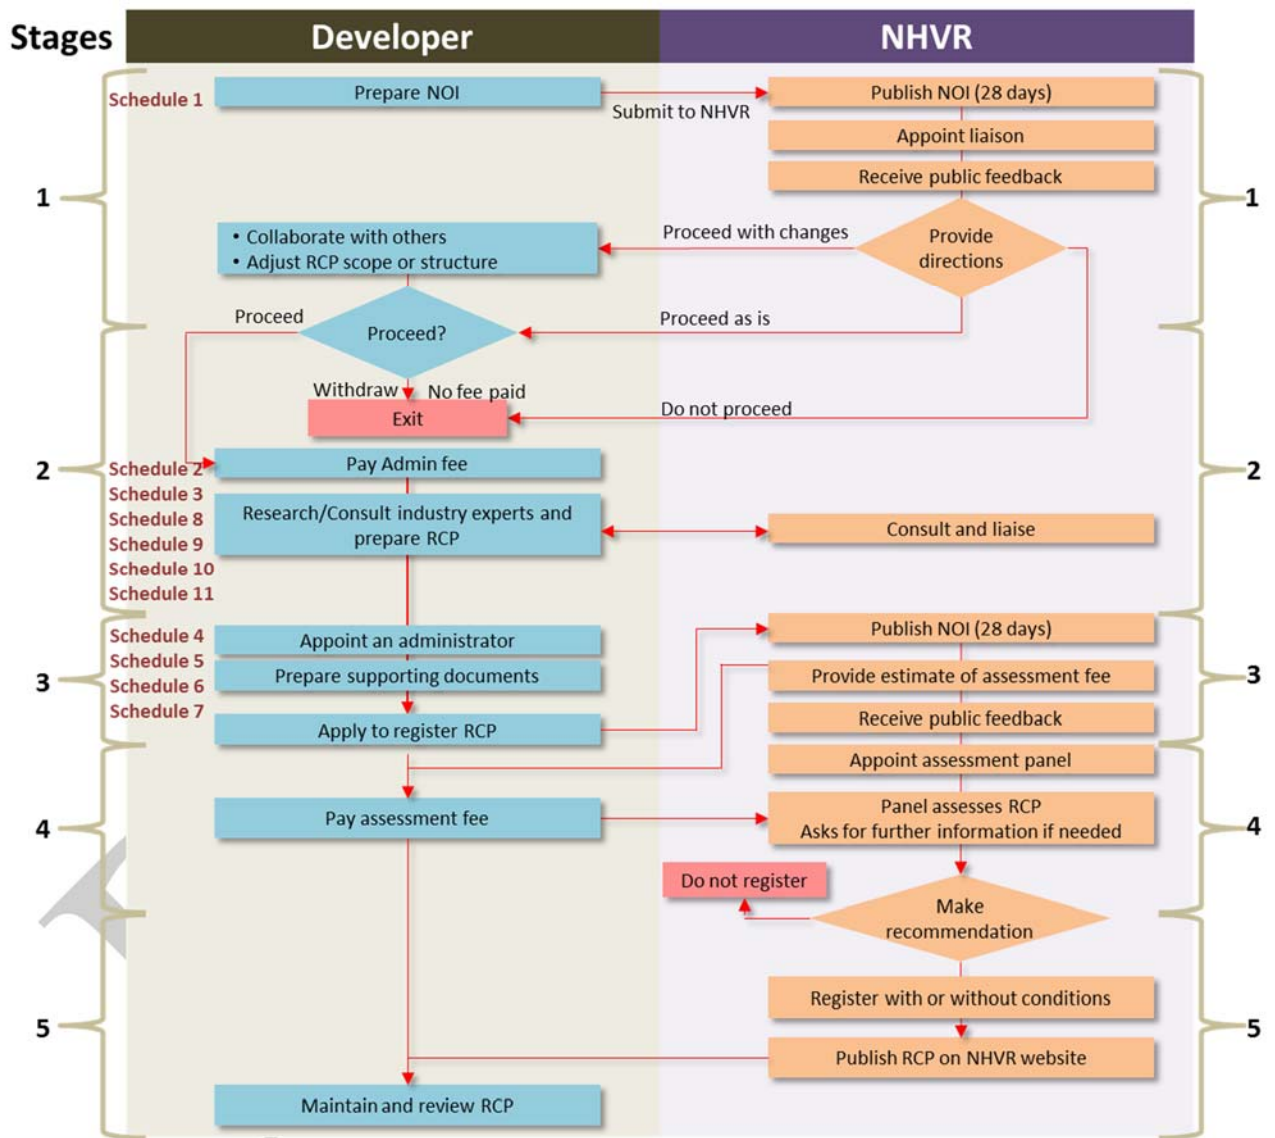 Stages
Developer
NHVR
Schedule 1
Prepare NOI
Submit to NHVR
Publish NOI (28 days)
Appoint liaison
Receive public feedback
1
1
• Collaborate with others
• Adjust RCP scope or structure
Proceed with changes
Provide
directions
Proceed
Proceed?
Proceed as is
Withdraw
No fee paid
Exit
Do not proceed
2
2
Schedule 2
Schedule 3
Schedule 8
Schedule 9
Schedule 10
Schedule 11
Pay Admin fee
Research/Consult industry experts and
prepare RCP
Consult and liaise
Schedule 4
Schedule 5
Schedule 6
Schedule 7
3
3
Appoint an administrator
Prepare supporting documents
Apply to register RCP
Publish NOI (28 days)
Provide estimate of assessment fee
Receive public feedback
Appoint assessment panel
4
4
Pay assessment fee
Panel assesses RCP
Asks for further information if needed
Do not register
Make
recommendation
Register with or without conditions
5
5
Publish RCP on NHVR website
Maintain and review RCP